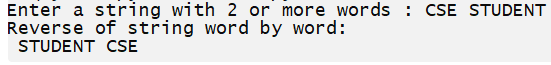 Enter a string with 2 or more words : CSE STUDENT
Reverse of string word by word:
STUDENT CSE